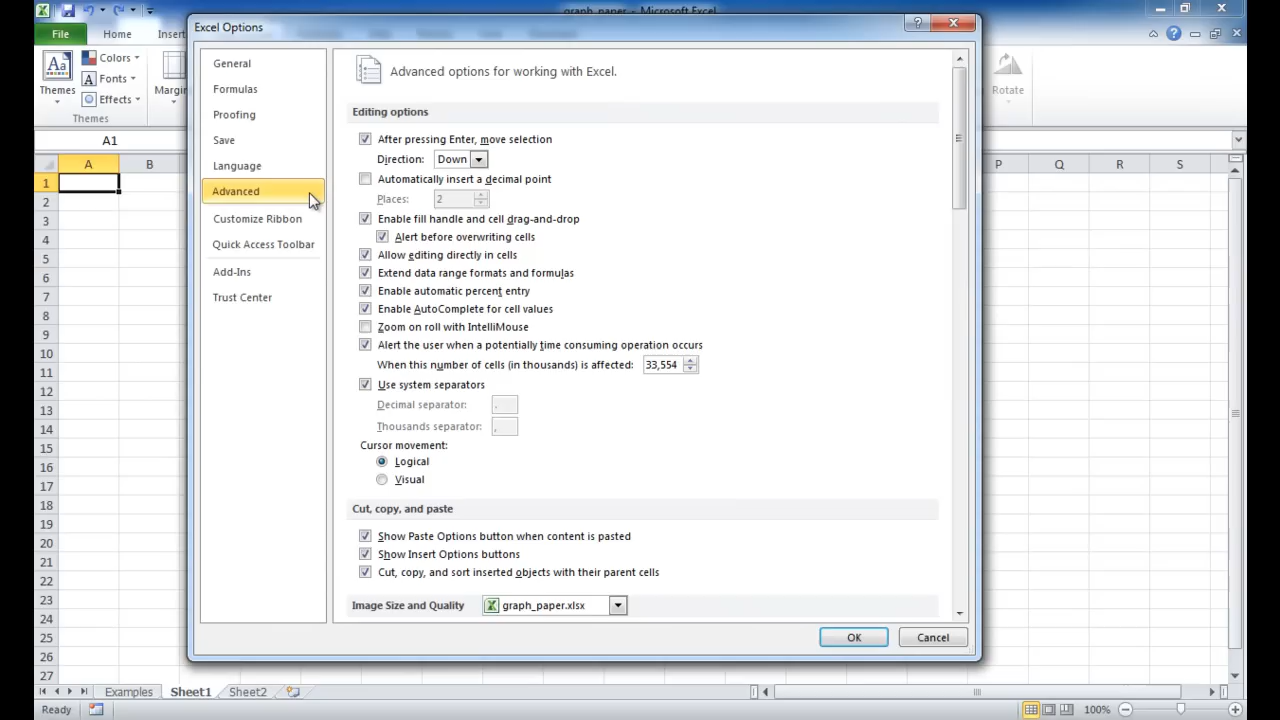 graph_paper - Microsoft Excel
Excel Options
File
Home
Insert
Themes
Colors
Fonts
Effects
Themes
Rotate
A1
A
B
P
Q
R
S
1
2
3
4
5
6
7
8
9
10
11
12
13
14
15
16
17
18
19
20
21
22
23
24
25
26
27
General
Formulas
Proofing
Save
Language
Advanced
Customize Ribbon
Quick Access Toolbar
Add-Ins
Trust Center
Advanced options for working with Excel.
Editing options
After pressing Enter, move selection
Direction: Down
Automatically insert a decimal point
Places: 2
Enable fill handle and cell drag-and-drop
Alert before overwriting cells
Allow editing directly in cells
Extend data range formats and formulas
Enable automatic percent entry
Enable AutoComplete for cell values
Zoom on roll with IntelliMouse
Alert the user when a potentially time consuming operation occurs
When this number of cells (in thousands) is affected: 33,554
Use system separators
Decimal separator: .
Thousands separator: ,
Cursor movement:
Logical
Visual
Cut, copy, and paste
Show Paste Options button when content is pasted
Show Insert Options buttons
Cut, copy, and sort inserted objects with their parent cells
Image Size and Quality graph_paper.xlsx
OK Cancel
Examples Sheet1 Sheet2
Ready 100%